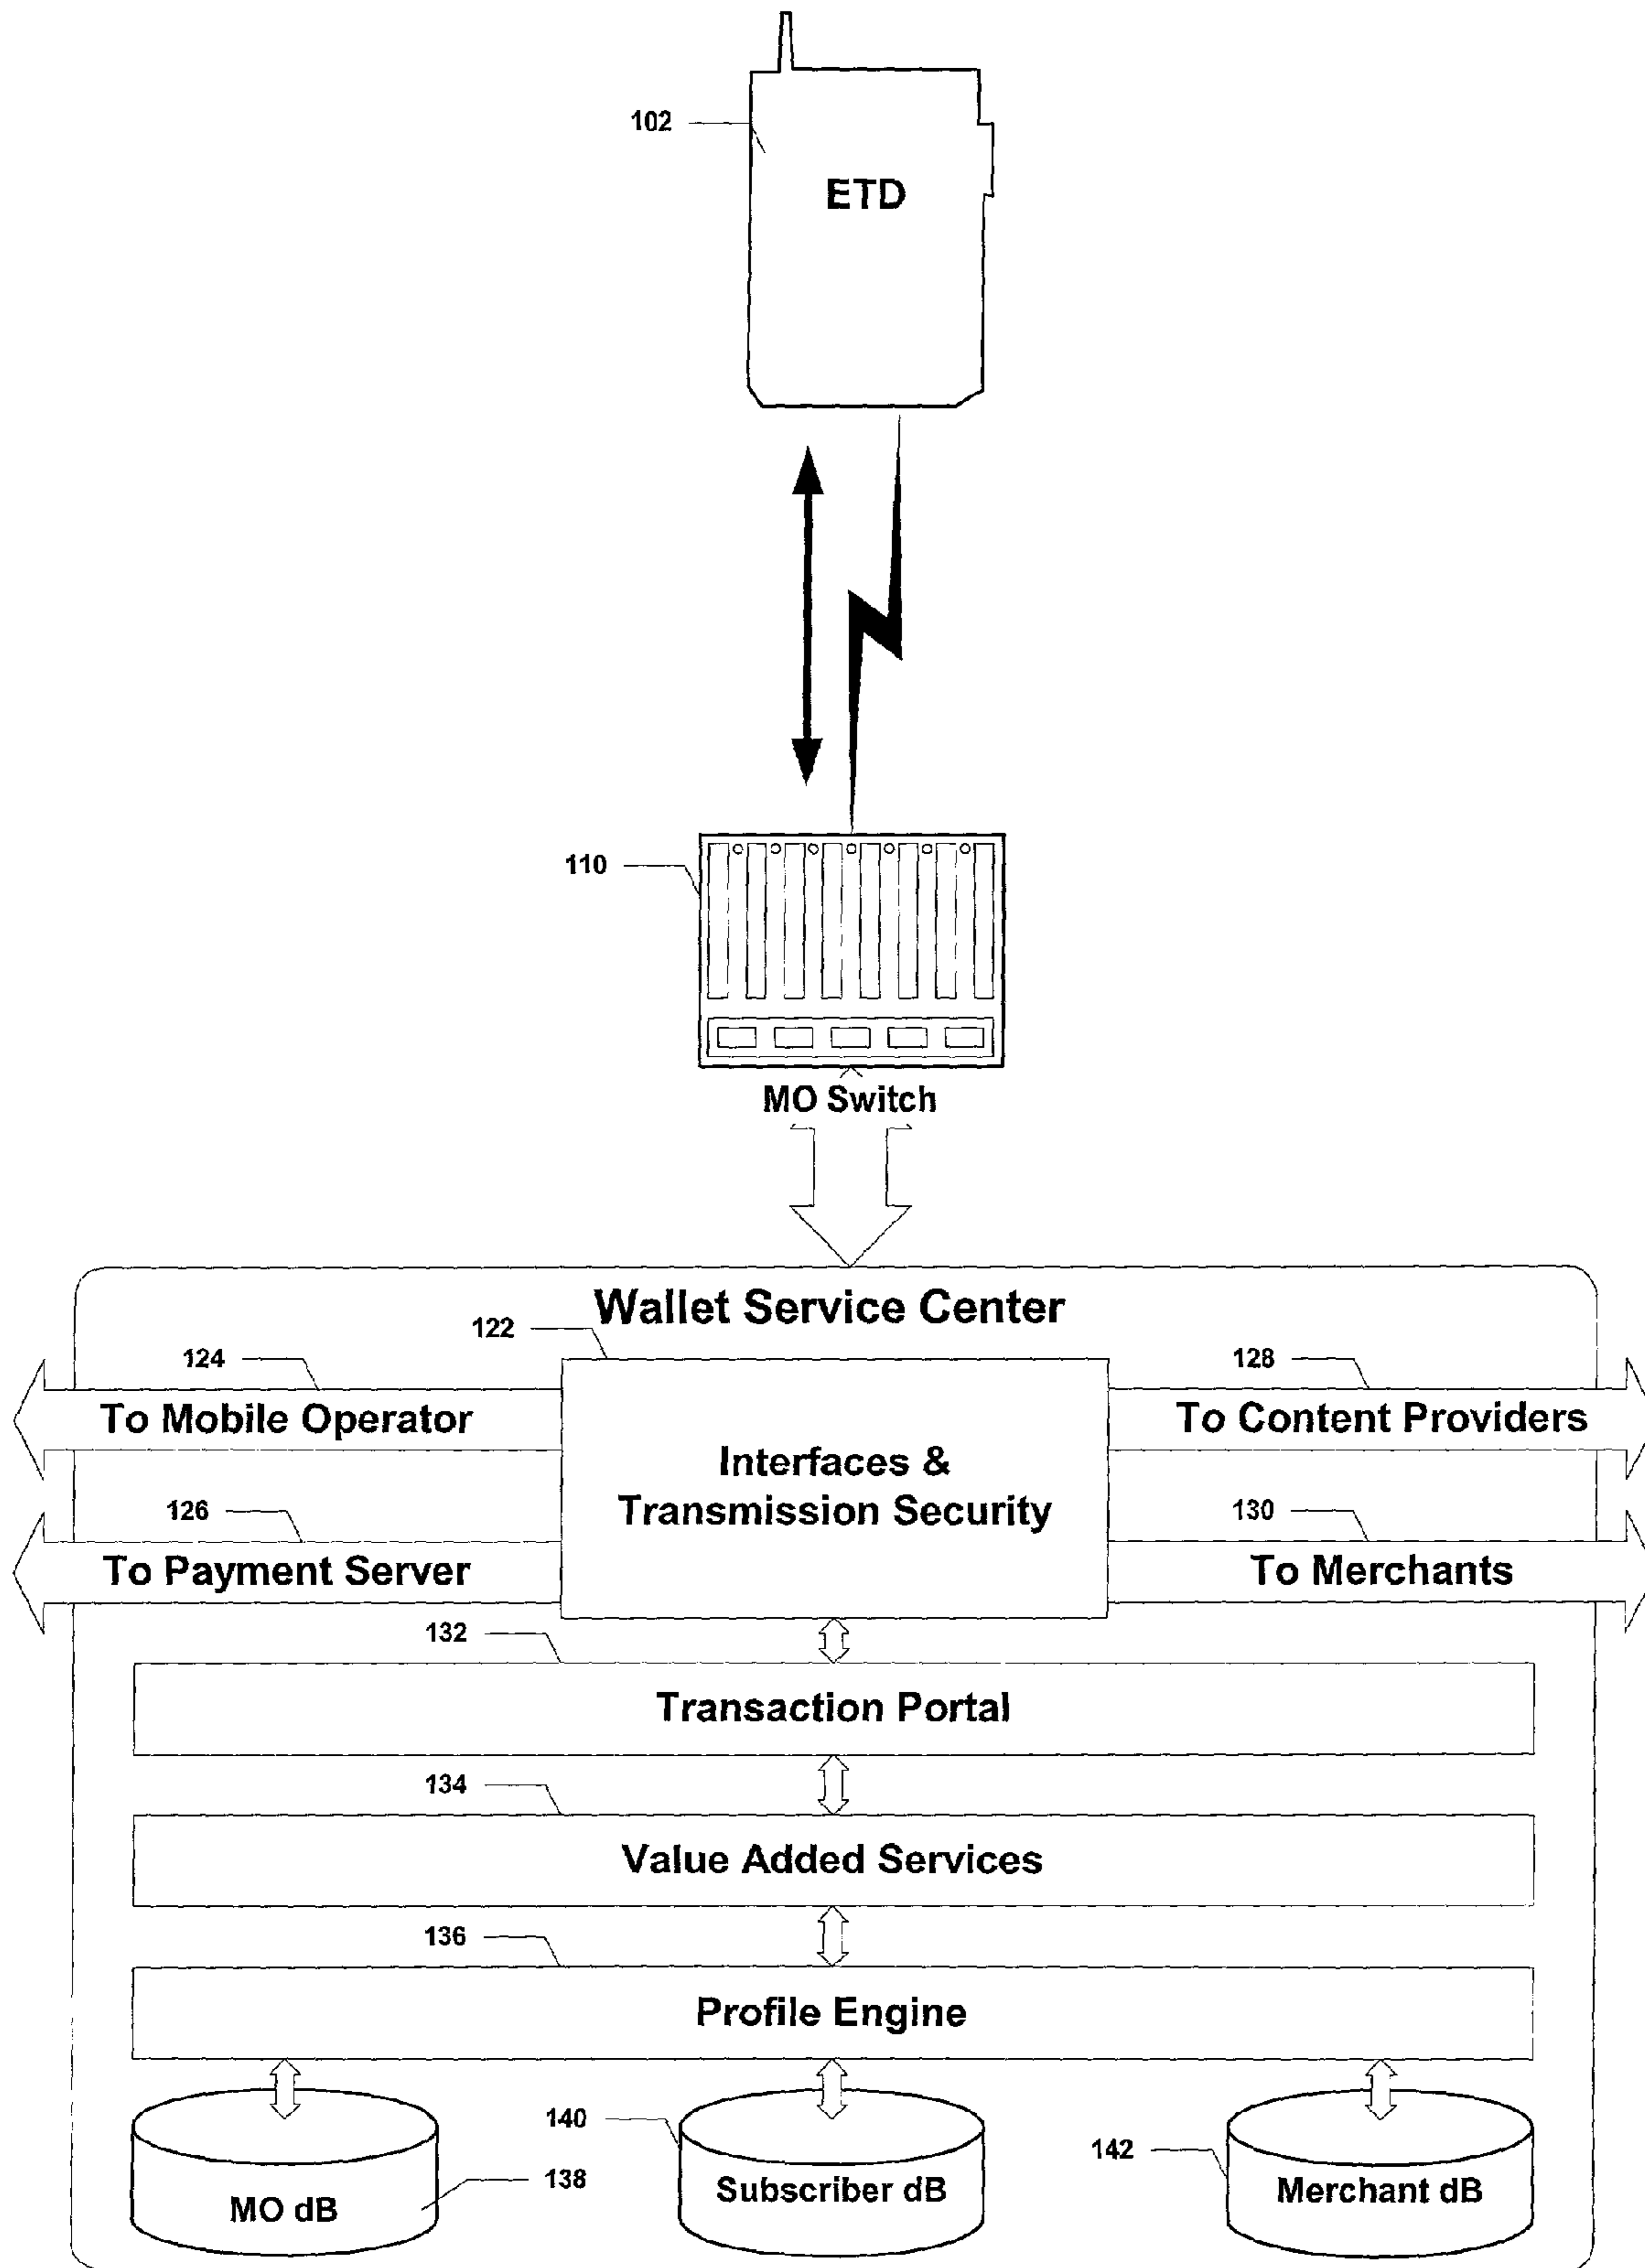 102
ETD
110
MO Switch
Wallet Service Center
122
124
128
To Mobile Operator
To Content Providers
Interfaces &
Transmission Security
126
130
To Payment Server
To Merchants
132
Transaction Portal
134
Value Added Services
136
Profile Engine
140
142
138
MO dB
Subscriber dB
Merchant dB